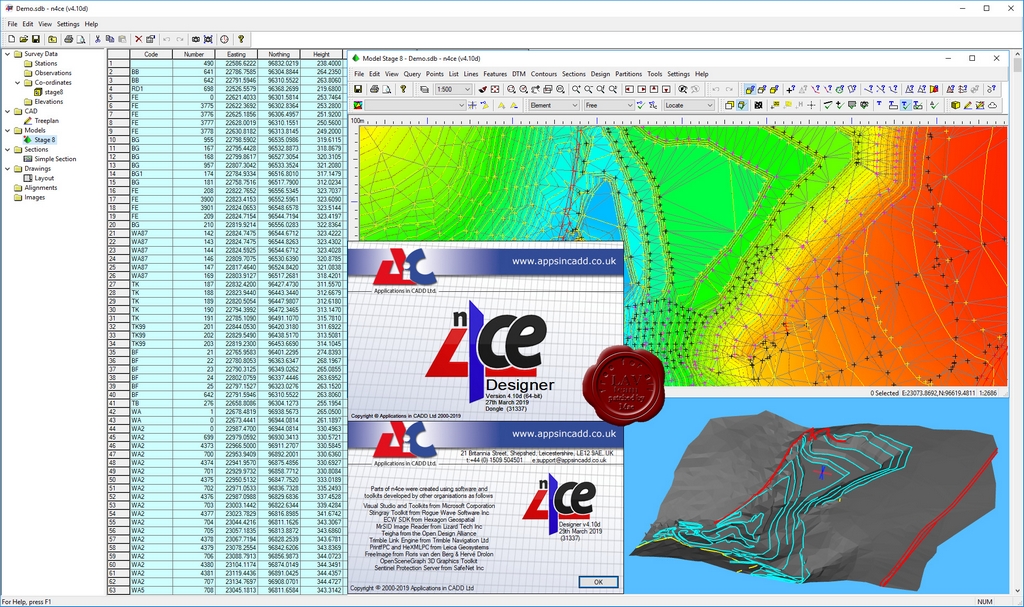 Demo.sdb - n4ce (v4.10d)
File Edit View Settings Help
Survey Data
Stations
Observations
Co-ordinates
stage8
Elevations
CAD
Treeplan
Models
Stage 8
Sections
Simple Section
Drawings
Layout
Alignments
Images
Code Number Easting Northing Height
1 490 22586.6222 96832.0219 238.4000
2 BB 641 22786.7585 96304.8844 264.2350
3 BB 642 22791.5946 96310.5522 263.8060
4 RD1 698 22526.5579 96368.2699 219.6800
5 FE 0 22621.4033 96301.5814 263.7464
6 FE 3775 22622.3692 96302.8364 253.2800
7 FE 3776 22625.1856 96306.4957 251.9200
8 FE 3777 22628.0019 96310.1551 250.5600
9 FE 3778 22630.8182 96313.8145 249.2000
10 BG 955 22798.5902 96535.0986 319.6115
11 BG 167 22795.4428 96532.8873 318.8679
12 BG 168 22799.8617 96527.3054 320.3105
13 BG 957 22807.3042 96533.3524 321.2080
14 BG1 174 22784.9334 96516.8010 317.1479
15 BG 181 22758.7516 96517.7900 312.0234
16 FE 208 22822.7652 96556.5345 323.7037
17 FE 3900 22823.4153 96552.5961 323.6090
18 FE 3901 22824.0653 96548.6578 323.5144
19 FE 209 22824.7154 96544.7194 323.4197
20 BG 210 22819.9214 96556.0283 322.8364
21 WA87 142 22824.7475 96544.6712 323.4222
22 WA87 143 22824.7475 96544.8263 323.4302
23 WA87 144 22824.5925 96544.6712 323.4028
24 WA87 146 22809.7075 96530.6390 320.8785
25 WA87 147 22817.4640 96524.8420 321.0838
26 WA87 169 22803.9127 96517.2681 318.4201
27 TK 187 22832.4200 96427.4730 311.5570
28 TK 188 22823.9440 96443.3440 312.6679
29 TK 189 22820.5054 96447.9807 312.6180
30 TK 190 22794.3992 96472.3465 313.1470
31 TK 191 22785.1090 96491.1070 315.7810
32 TK99 201 22844.0530 96420.3180 311.6922
33 TK99 202 22829.5490 96438.5170 313.5081
34 TK99 203 22819.2300 96453.6590 314.1045
35 BF 21 22765.9583 96401.2295 274.8393
36 BF 22 22780.8053 96363.6347 268.1967
37 BF 23 22790.3125 96349.0262 265.0855
38 BF 24 22802.0759 96337.4446 263.6952
39 BF 25 22797.1527 96323.0276 263.1520
40 BF 642 22791.5946 96310.5522 263.8060
41 TB 276 22658.8086 96304.1273 255.1954
42 WA 1 22678.4819 96938.5673 265.0500
43 WA 0 22673.4441 96904.0814 261.1897
44 WA2 0 22987.4700 96944.0814 330.4963
45 WA2 699 22979.0592 96930.3413 330.5721
46 WA2 4373 22966.5000 96911.2707 330.5845
47 WA2 700 22953.9409 96892.2001 330.6360
48 WA2 4374 22941.9570 96875.4856 330.6927
49 WA2 701 22929.9732 96858.7712 330.8084
50 WA2 4375 22950.5132 96847.7520 333.0189
51 WA2 702 22971.0533 96836.7328 335.2493
52 WA2 4376 22987.0988 96829.6836 337.4528
53 WA2 703 23003.1442 96822.6344 339.4284
54 WA2 4377 23023.7829 96816.8985 341.6742
55 WA2 704 23044.4216 96811.1626 343.3067
56 WA2 705 23057.1835 96813.8872 343.6860
57 WA2 4378 23067.7194 96828.2539 343.6781
58 WA2 4379 23078.2554 96842.6206 343.8369
59 WA2 706 23088.7913 96856.9873 344.0723
60 WA2 4380 23104.1174 96874.0149 344.3491
61 WA2 4381 23119.4436 96891.0425 344.4357
62 WA2 707 23134.7697 96908.0701 344.4727
63 WA5 708 23045.1813 96811.6584 343.3142
Model Stage 8 - Demo.sdb - n4ce (v4.10d)
File Edit View Query Points List Lines Features DTM Contours Section Design Partitions Tools Settings Help
1:500
Element Free Locate
100m
0 Selected E:23073.8692,N:96619.4811 1:2686
www.appsincadd.co.uk
Applications in CADD Ltd.
n4ce
Designer
Version 4.10d (64-bit)
27th March 2019
Dongle (31337)
Copyright © Applications in CADD Ltd 2000-2019
www.appsincadd.co.uk
Applications in CADD Ltd.
21 Britannia Street, Shepshed, Leicestershire, LE12 9AE, UK
t:+44 (0) 1509 504501 e:support@appsincadd.co.uk
Parts of n4ce were created using software and
toolkits developed by other organisations as follows
Visual Studio and Toolkits from Microsoft Corporation
Stingray Toolkit from Rogue Wave Software Inc
ECW SDK from Hexagon Geospatial
MrSID Image Reader from Lizard Tech Inc
Teigha from the Open Design Alliance
Trimble Link Engine from Trimble Navigation Ltd
PrintFPC and HeXMLPC from Leica Geosystems
FreeImage from Floris van den Berg & Hervé Drolon
OpenSceneGraph 3D Graphics Toolkit
Sentinel Protection Server from SafeNet Inc
n4ce
Designer v4.10d
29th March 2019
(31337)
OK
Copyright © 2000-2019 Applications in CADD Ltd
For Help, press F1
NUM